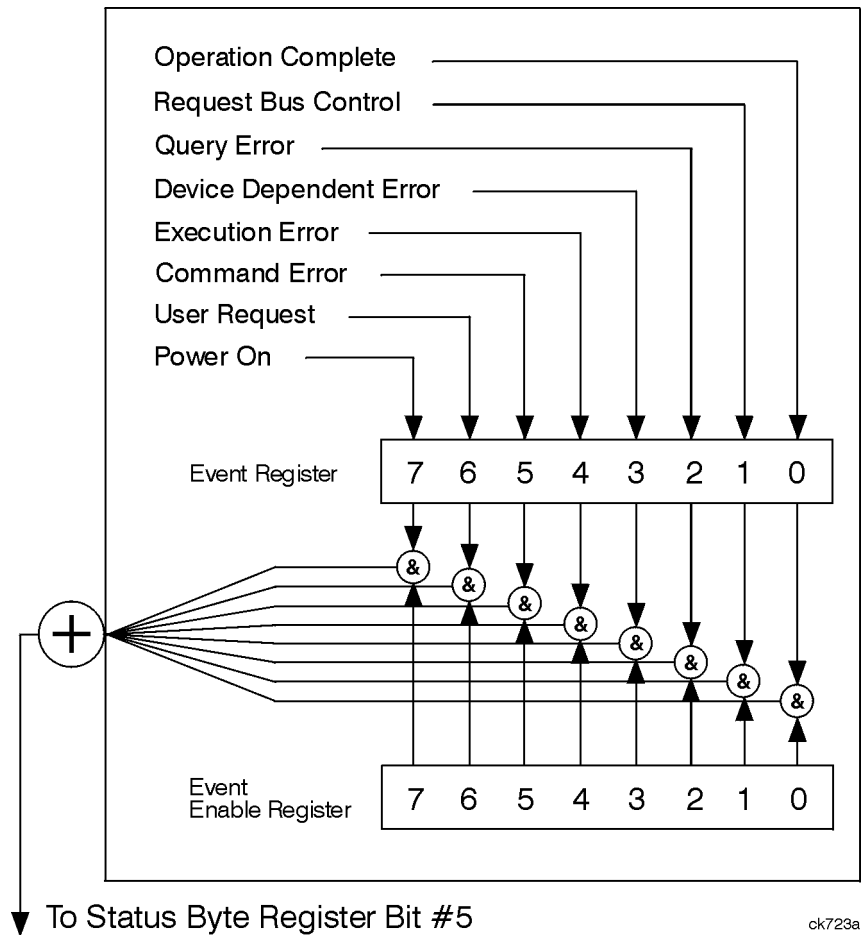 Operation Complete
Request Bus Control
Query Error
Device Dependent Error
Execution Error
Command Error
User Request
Power On
Event Register 7 6 5 4 3 2 1 0
&
&
&
&
&
&
&
&
+
Event
Enable Register 7 6 5 4 3 2 1 0
To Status Byte Register Bit #5
ck723a